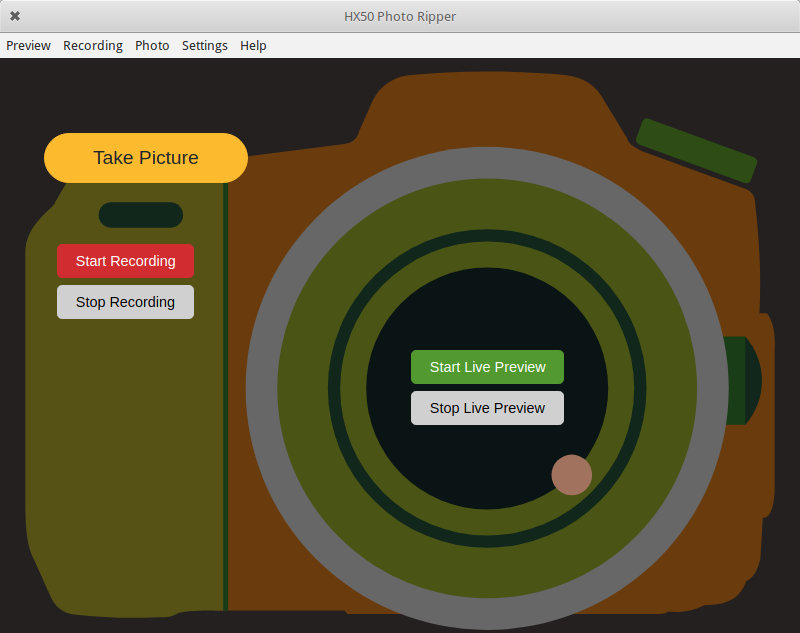 HX50 Photo Ripper
Preview Recording Photo Settings Help
Take Picture
Start Recording
Stop Recording
Start Live Preview
Stop Live Preview